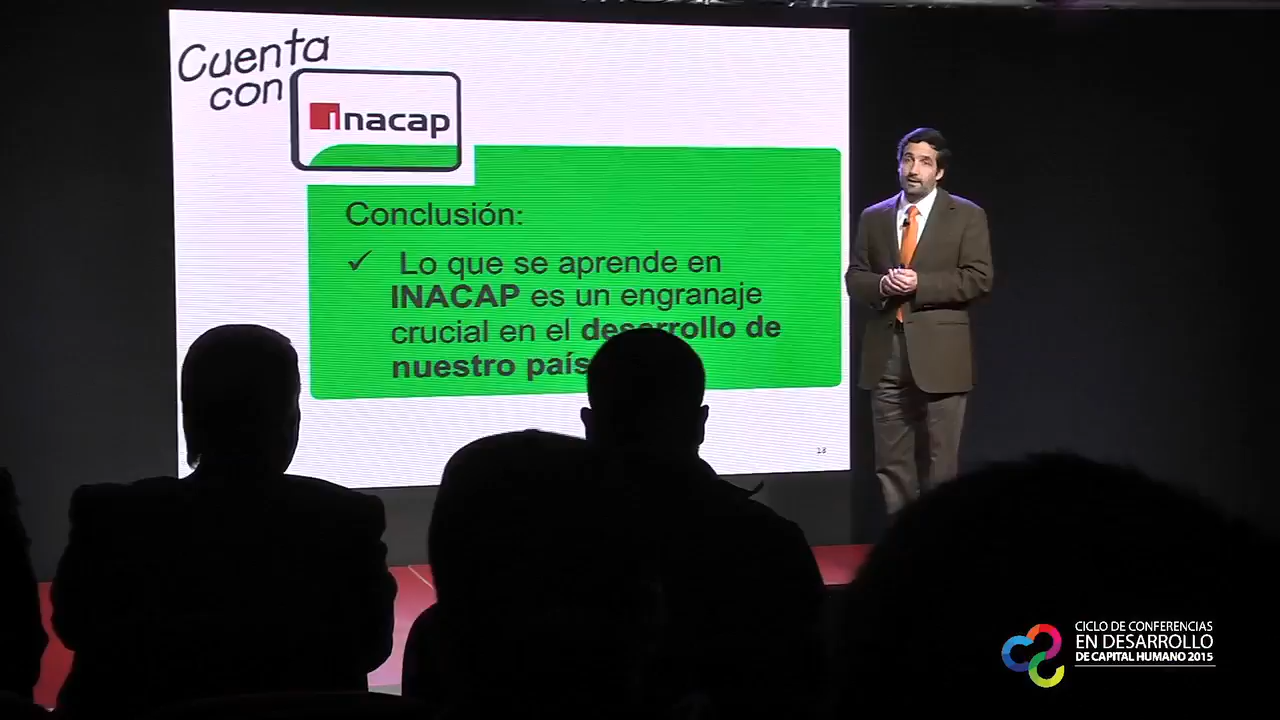 Cuenta
con
inacap
Conclusión:
✓ Lo que se aprende en
INACAP es un engranaje
crucial en el desarrollo de
nuestro país
18
CICLO DE CONFERENCIAS
EN DESARROLLO
DE CAPITAL HUMANO 2015